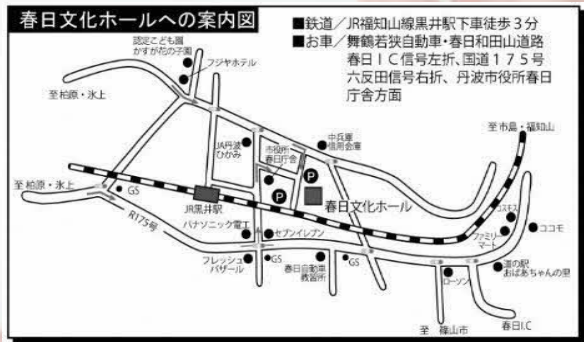 春日文化ホールへの案内図
■鉄道／JR福知山線黒井駅下車徒歩３分
■お車／舞鶴若狭自動車・春日和田山道路
春日ＩＣ信号左折、国道１７５号
六反田信号右折、丹波市役所春日
庁舎方面
認定こども園
かすが花の子園
フジヤホテル
至柏原・氷上
JA丹波
ひかみ
市役所
春日庁舎
中兵庫
信用金庫
至市島・福知山
P
P
至柏原・氷上
GS
JR黒井駅
春日文化ホール
R175号
パナソニック電工
セブンイレブン
コスモス
ファミリー
マート
ココモ
フレッシュ
バザール
GS
春日自動車
教習所
GS
ローソン
道の駅
おばあちゃんの里
至 篠山市
春日I.C